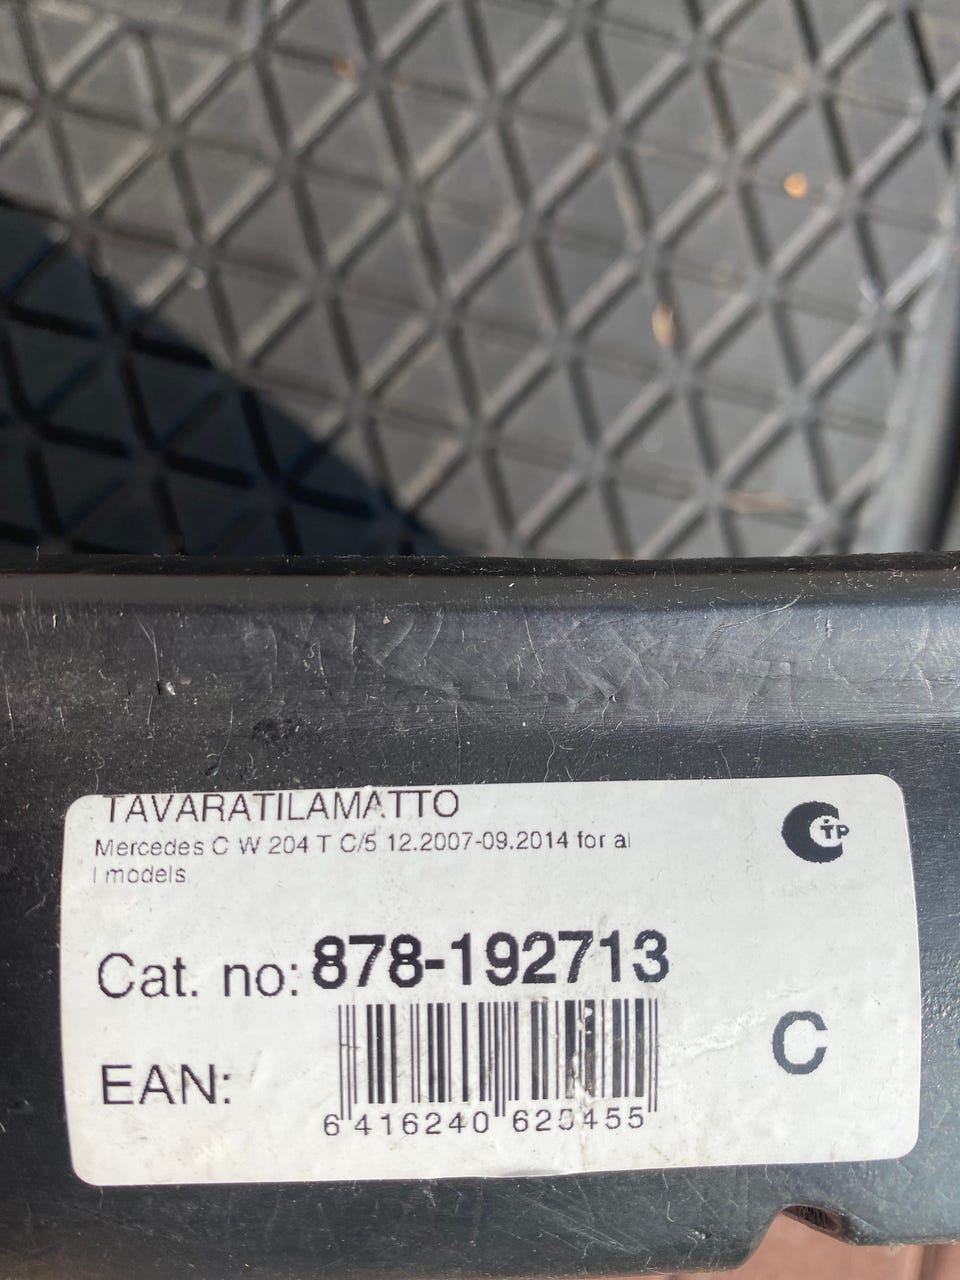 TAVARATILAMATTO
Mercedes C W 204 T C/5 12.2007-09.2014 for al
l models
TP
Cat. no: 878-192713
C
EAN:
6 416240 625455